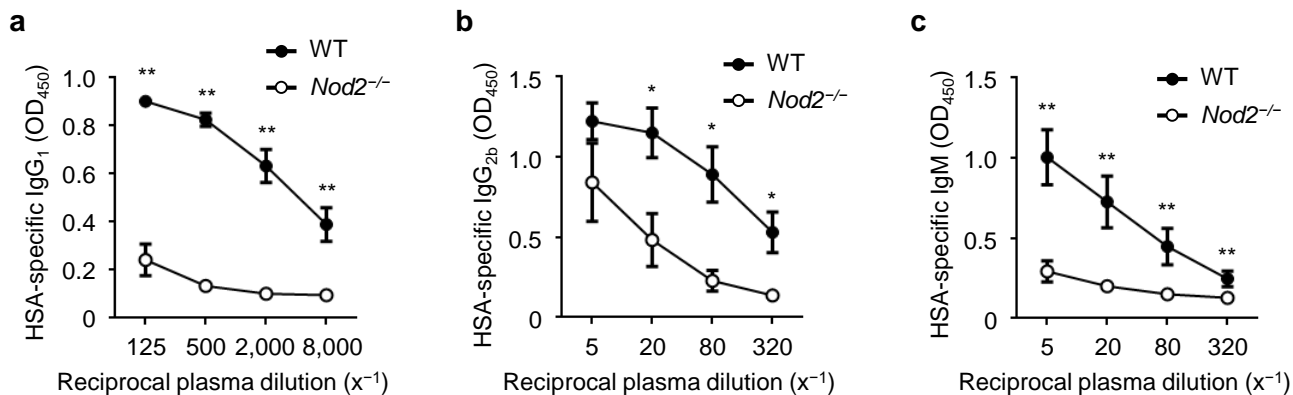 a
WT
Nod2−/−
HSA-specific IgG1 (OD450)
1.0
0.8
0.6
0.4
0.2
0
**
**
**
**
125 500 2,000 8,000
Reciprocal plasma dilution (x−1)
b
WT
Nod2−/−
HSA-specific IgG2b (OD450)
1.5
1.0
0.5
0
*
*
*
5 20 80 320
Reciprocal plasma dilution (x−1)
c
WT
Nod2−/−
HSA-specific IgM (OD450)
1.5
1.0
0.5
0
**
**
**
**
5 20 80 320
Reciprocal plasma dilution (x−1)